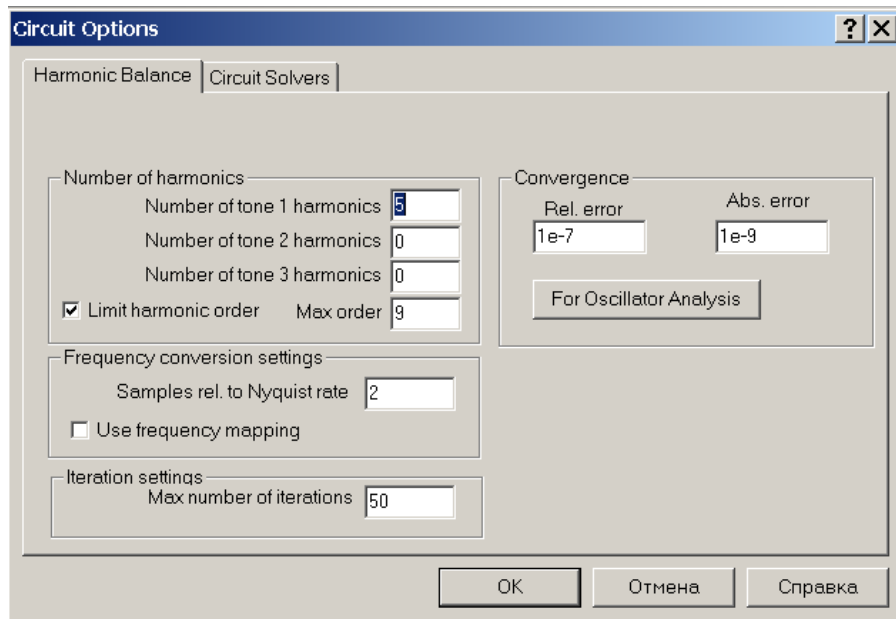 Circuit Options
Harmonic Balance
Circuit Solvers
Number of harmonics
Number of tone 1 harmonics 5
Number of tone 2 harmonics 0
Number of tone 3 harmonics 0
Limit harmonic order Max order 9
Convergence
Rel. error Abs. error
1e-7 1e-9
For Oscillator Analysis
Frequency conversion settings
Samples rel. to Nyquist rate 2
Use frequency mapping
Iteration settings
Max number of iterations 50
OK Отмена Справка